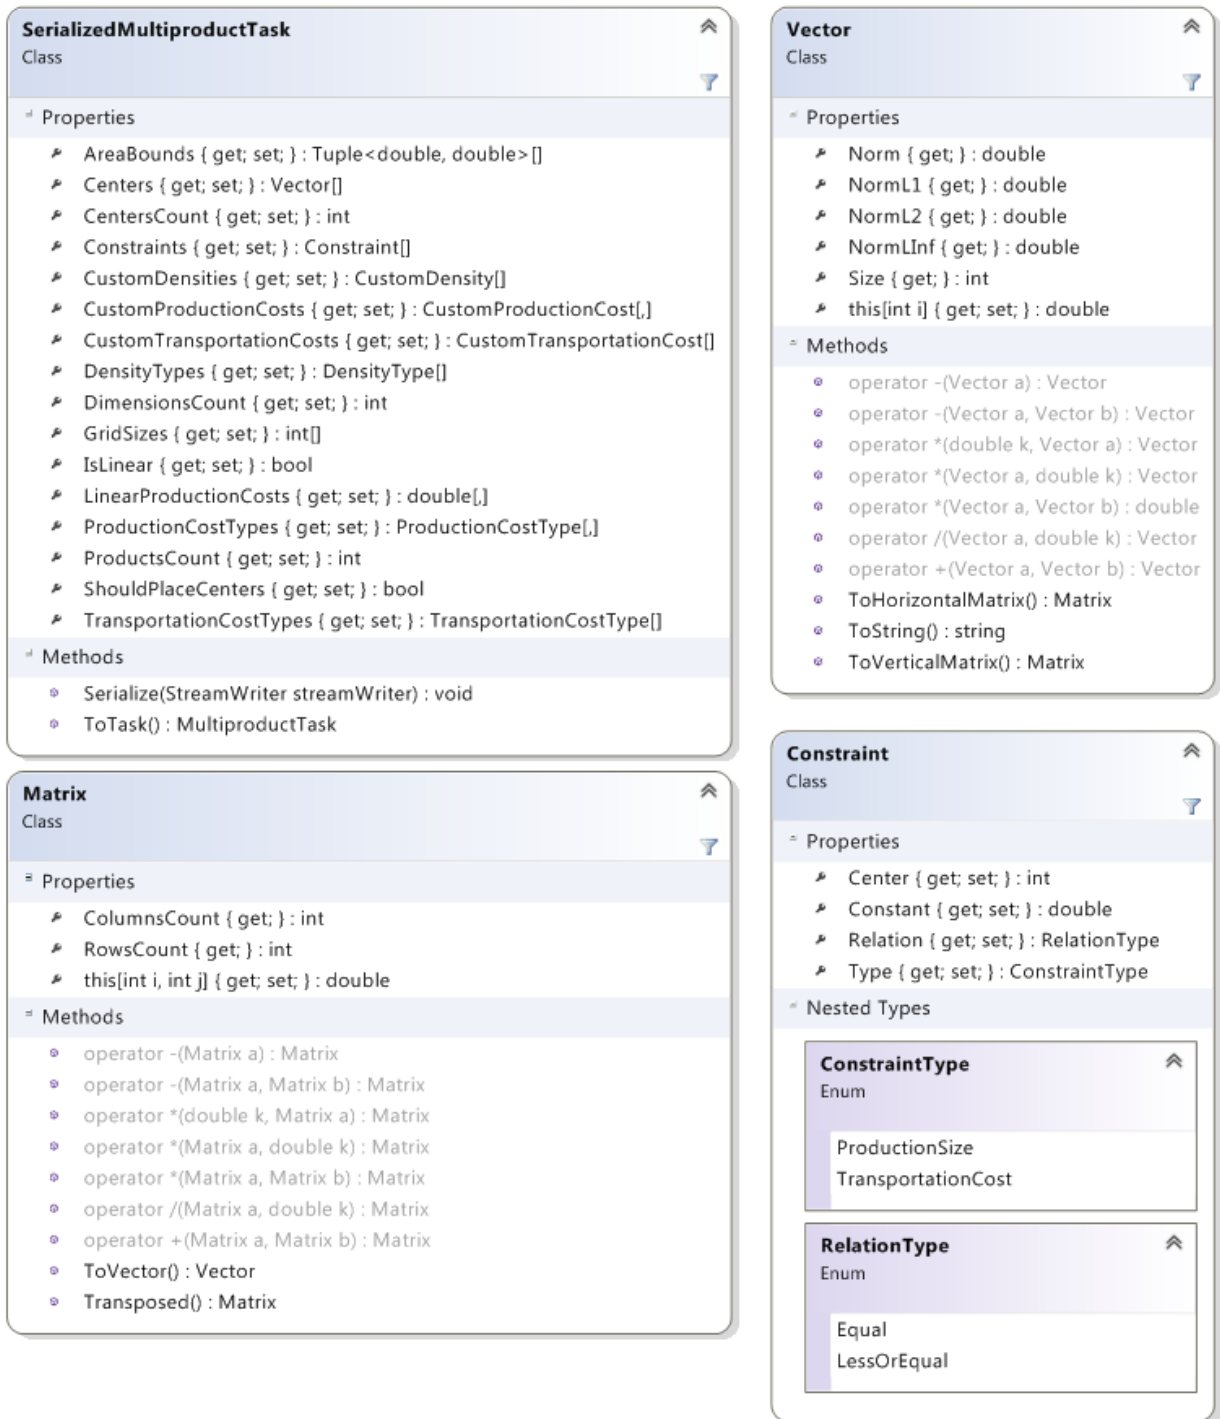 SerializedMultiproductTask
Class
Properties
AreaBounds { get; set; } : Tuple<double, double>[]
Centers { get; set; } : Vector[]
CentersCount { get; set; } : int
Constraints { get; set; } : Constraint[]
CustomDensities { get; set; } : CustomDensity[]
CustomProductionCosts { get; set; } : CustomProductionCost[,]
CustomTransportationCosts { get; set; } : CustomTransportationCost[]
DensityTypes { get; set; } : DensityType[]
DimensionsCount { get; set; } : int
GridSizes { get; set; } : int[]
IsLinear { get; set; } : bool
LinearProductionCosts { get; set; } : double[,]
ProductionCostTypes { get; set; } : ProductionCostType[,]
ProductsCount { get; set; } : int
ShouldPlaceCenters { get; set; } : bool
TransportationCostTypes { get; set; } : TransportationCostType[]
Methods
Serialize(StreamWriter streamWriter) : void
ToTask() : MultiproductTask
Matrix
Class
Properties
ColumnsCount { get; } : int
RowsCount { get; } : int
this[int i, int j] { get; set; } : double
Methods
operator -(Matrix a) : Matrix
operator -(Matrix a, Matrix b) : Matrix
operator *(double k, Matrix a) : Matrix
operator *(Matrix a, double k) : Matrix
operator *(Matrix a, Matrix b) : Matrix
operator /(Matrix a, double k) : Matrix
operator +(Matrix a, Matrix b) : Matrix
ToVector() : Vector
Transposed() : Matrix
Vector
Class
Properties
Norm { get; } : double
NormL1 { get; } : double
NormL2 { get; } : double
NormLInf { get; } : double
Size { get; } : int
this[int i] { get; set; } : double
Methods
operator -(Vector a) : Vector
operator -(Vector a, Vector b) : Vector
operator *(double k, Vector a) : Vector
operator *(Vector a, double k) : Vector
operator *(Vector a, Vector b) : double
operator /(Vector a, double k) : Vector
operator +(Vector a, Vector b) : Vector
ToHorizontalMatrix() : Matrix
ToString() : string
ToVerticalMatrix() : Matrix
Constraint
Class
Properties
Center { get; set; } : int
Constant { get; set; } : double
Relation { get; set; } : RelationType
Type { get; set; } : ConstraintType
Nested Types
ConstraintType
Enum
ProductionSize
TransportationCost
RelationType
Enum
Equal
LessOrEqual